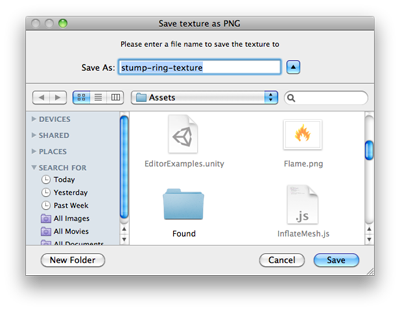 Save texture as PNG
Please enter a file name to save the texture to
Save As: stump-ring-texture
Assets
DEVICES
SHARED
PLACES
SEARCH FOR
Today
Yesterday
Past Week
All Images
All Movies
All Documents
EditorExamples.unity
Flame.png
Found
.js
InflateMesh.js
New Folder
Cancel
Save